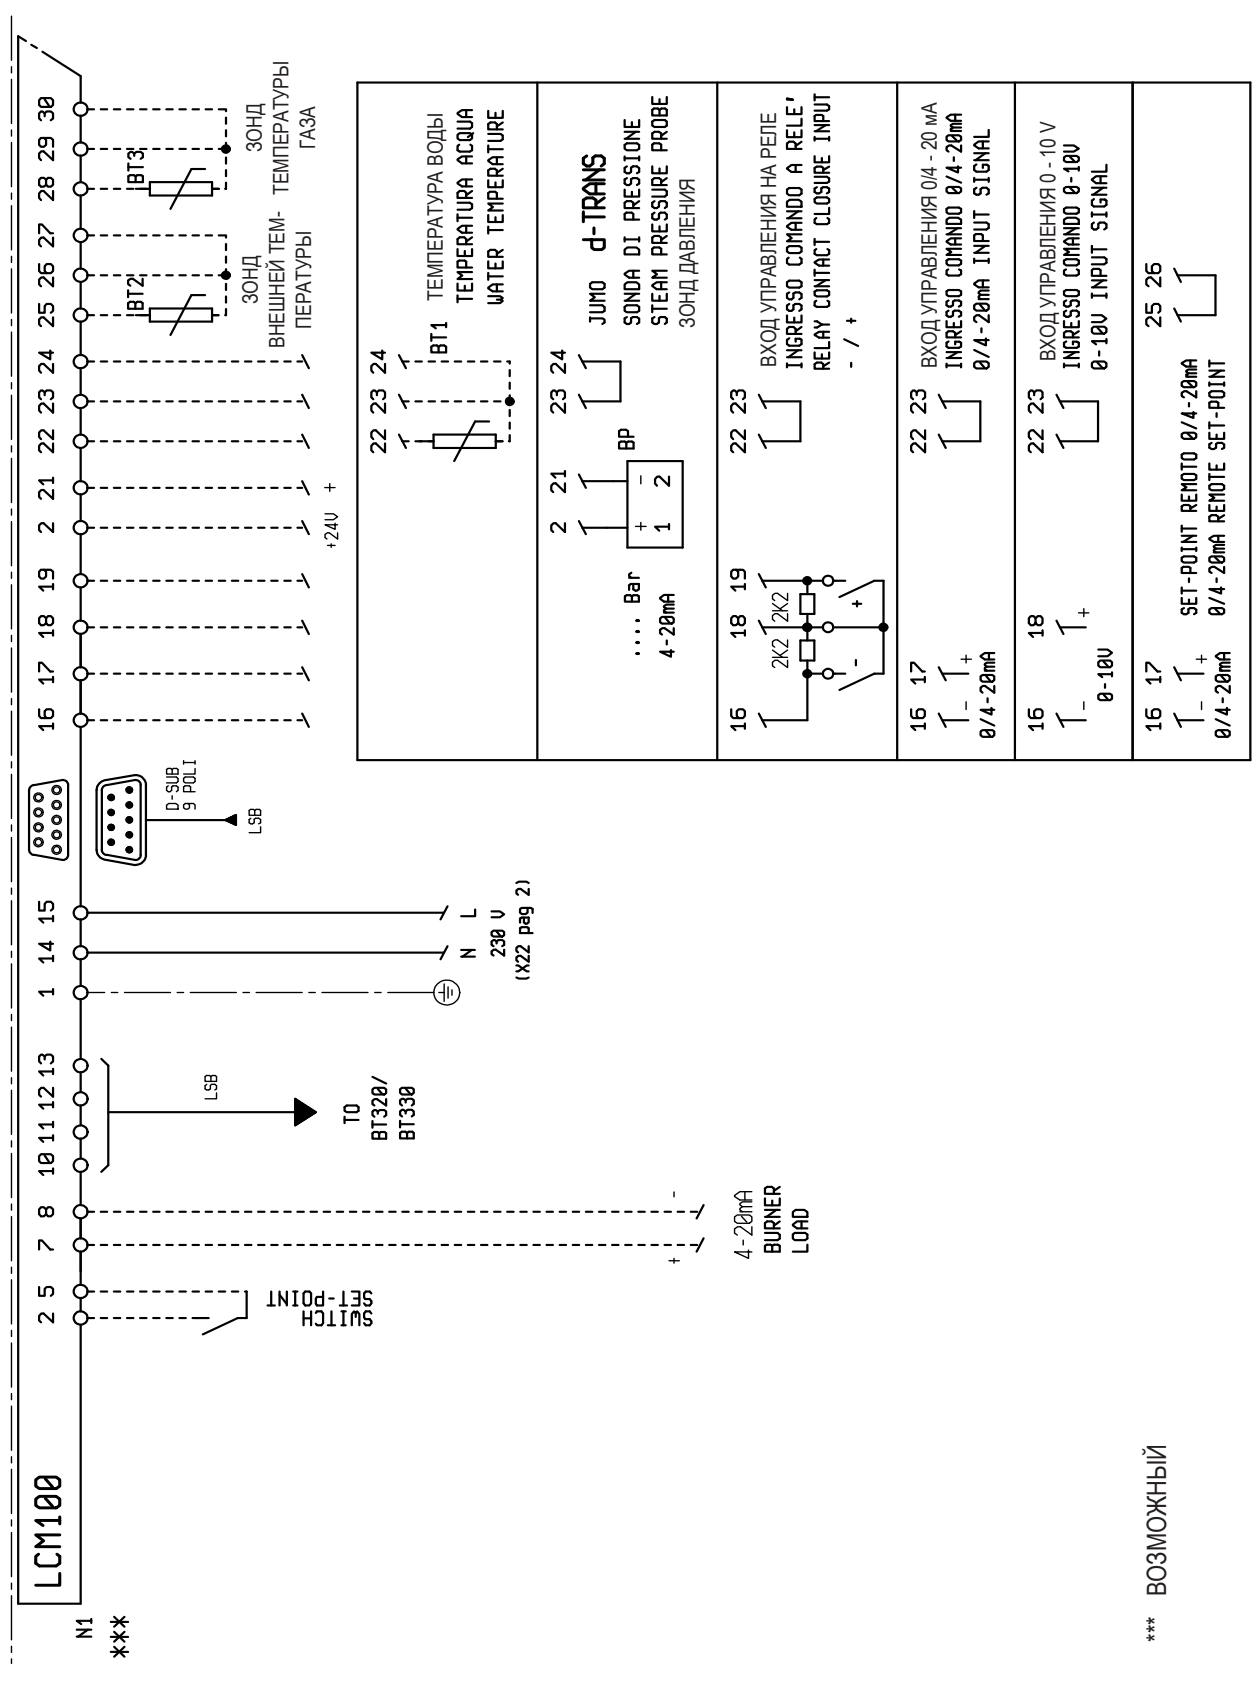 LCM100
N1
***
2 5 7 8 10 11 12 13 1 14 15 16 17 18 19 2 21 22 23 24 25 26 27 28 29 30
SWITCH
SET-POINT
+ -
4-20mA
BURNER
LOAD
LSB
TO
BT320/
BT330
N L
230 V
(X22 pag 2)
D-SUB
9 POLI
LSB
+24V +
BT2
ЗОНД
ВНЕШНЕЙ ТЕМ-
ПЕРАТУРЫ
BT3
ЗОНД
ТЕМПЕРАТУРЫ
ГАЗА
22 23 24
BT1
ТЕМПЕРАТУРА ВОДЫ
TEMPERATURA ACQUA
WATER TEMPERATURE
2 21 23 24
+ -
1 2
BP
.... Bar
4-20mA
JUMO d-TRANS
SONDA DI PRESSIONE
STEAM PRESSURE PROBE
ЗОНД ДАВЛЕНИЯ
16 18 19 22 23
2K2 2K2
- +
ВХОД УПРАВЛЕНИЯ НА РЕЛЕ
INGRESSO COMANDO A RELE'
RELAY CONTACT CLOSURE INPUT
- / +
16 17 22 23
- +
0/4-20mA
ВХОД УПРАВЛЕНИЯ 0/4 - 20 мА
INGRESSO COMANDO 0/4-20mA
0/4-20mA INPUT SIGNAL
16 18 22 23
- +
0-10V
ВХОД УПРАВЛЕНИЯ 0 - 10 V
INGRESSO COMANDO 0-10V
0-10V INPUT SIGNAL
16 17 25 26
- +
0/4-20mA
SET-POINT REMOTO 0/4-20mA
0/4-20mA REMOTE SET-POINT
*** ВОЗМОЖНЫЙ